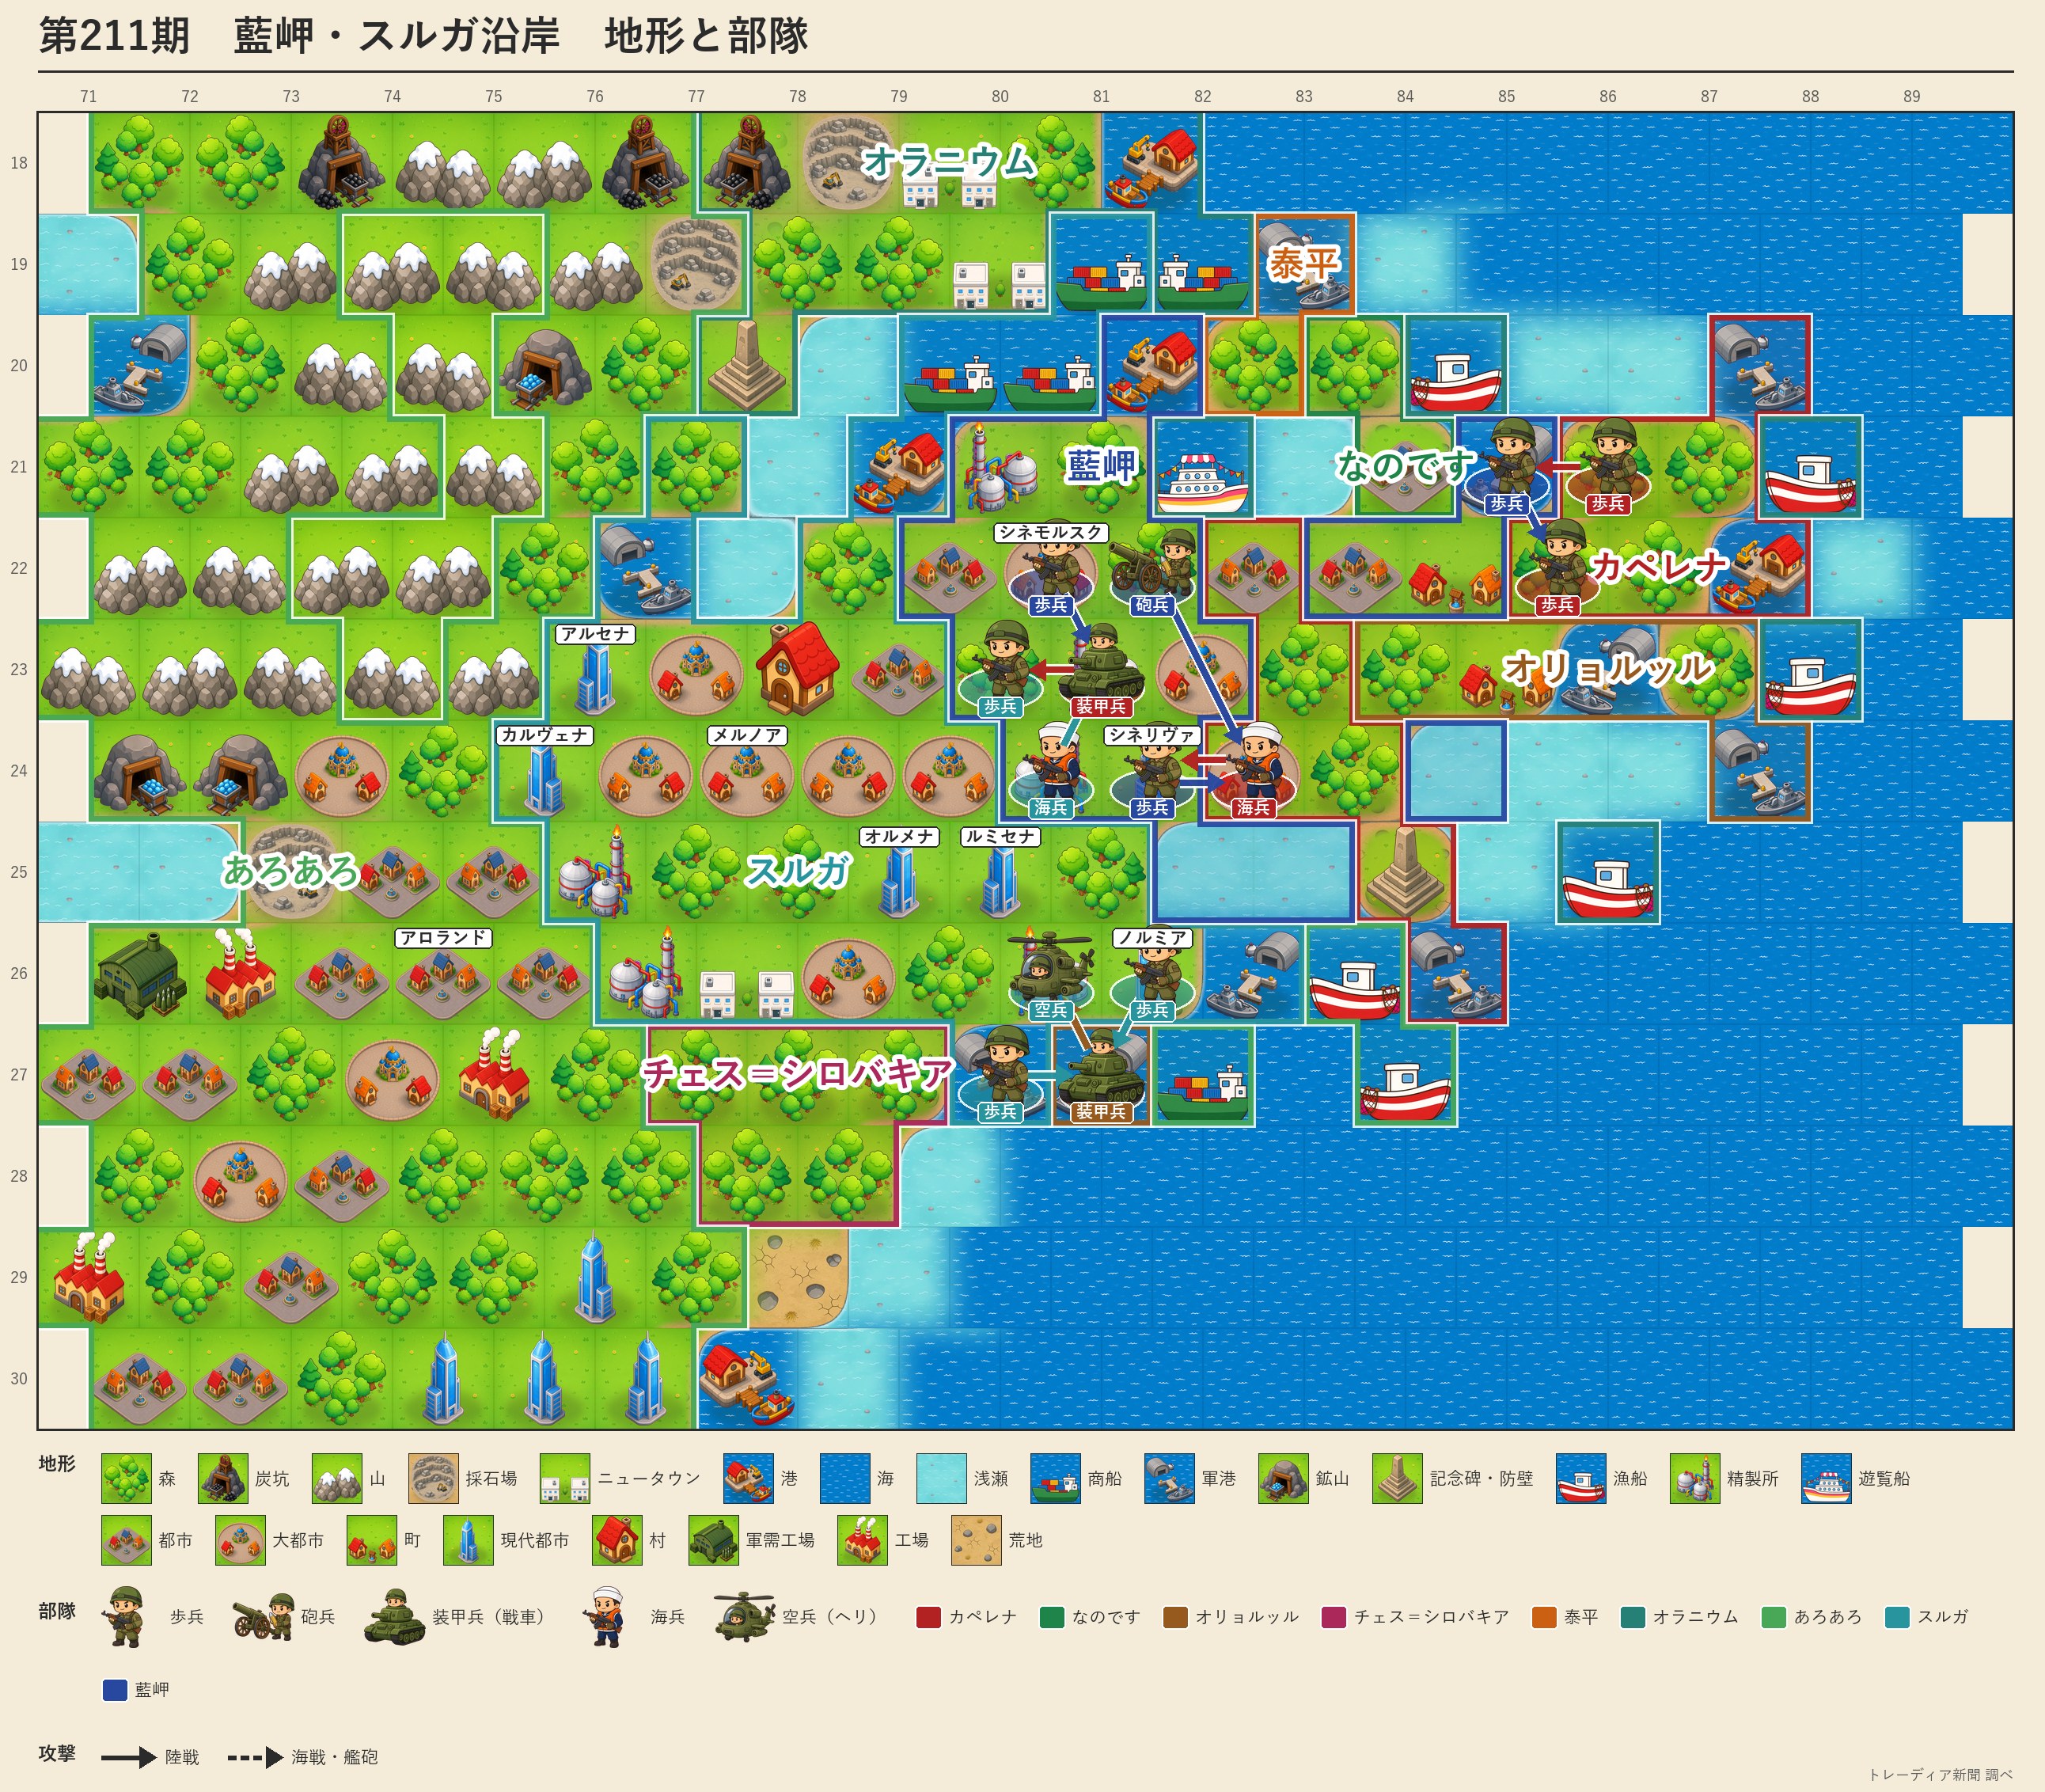 第211期　藍岬・スルガ沿岸　地形と部隊
71 72 73 74 75 76 77 78 79 80 81 82 83 84 85 86 87 88 89
18
オラニウム
19
泰平
20
21
藍岬
なのです
歩兵
歩兵
22
シネモルスク
カペレナ
歩兵
砲兵
歩兵
23
アルセナ
オリョルッル
歩兵
装甲兵
24
カルヴェナ
メルノア
シネリヴァ
海兵
歩兵
海兵
25
オルメナ
ルミセナ
あろあろ
スルガ
26
アロランド
ノルミア
空兵
歩兵
27
チェス＝シロバキア
歩兵
装甲兵
28
29
30
地形 森 炭坑 山 採石場 ニュータウン 港 海 浅瀬 商船 軍港 鉱山 記念碑・防壁 漁船 精製所 遊覧船
都市 大都市 町 現代都市 村 軍需工場 工場 荒地
部隊 歩兵 砲兵 装甲兵（戦車） 海兵 空兵（ヘリ） カペレナ なのです オリョルッル チェス＝シロバキア 泰平 オラニウム あろあろ スルガ
藍岬
攻撃 陸戦 海戦・艦砲
トレーディア新聞 調べ